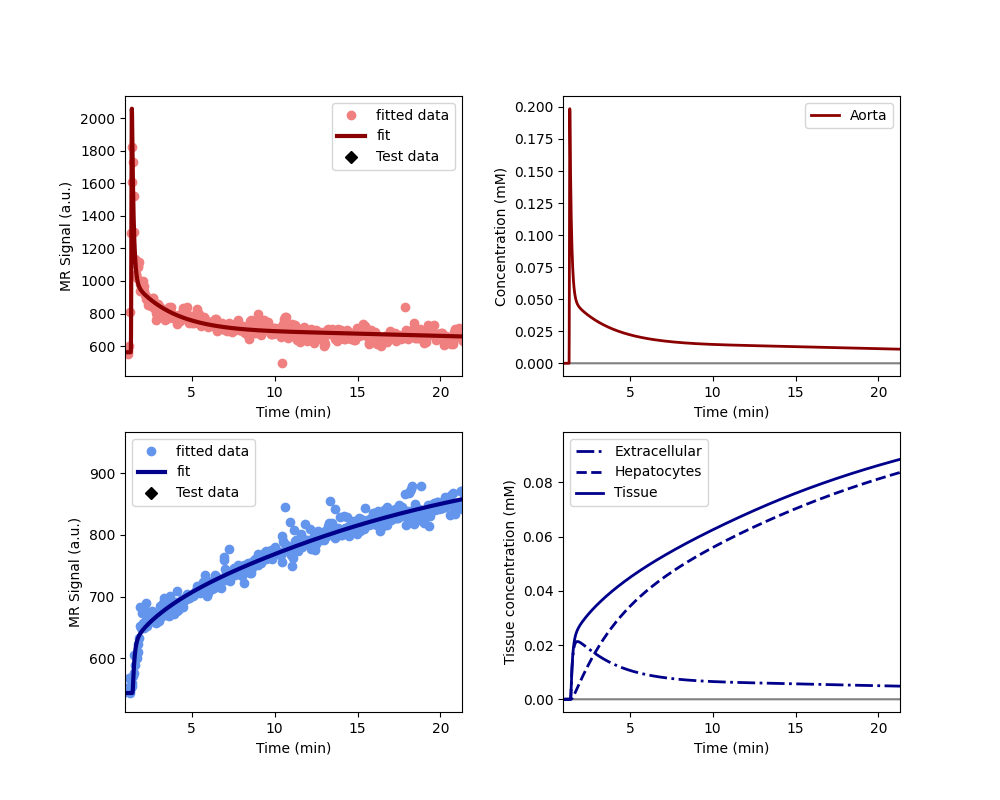 2000
1800
1600
1400
1200
1000
800
600
MR Signal (a.u.)
fitted data
fit
Test data
5
10
15
20
Time (min)
0.200
0.175
0.150
0.125
0.100
0.075
0.050
0.025
0.000
Concentration (mM)
Aorta
5
10
15
20
Time (min)
900
800
700
600
MR Signal (a.u.)
fitted data
fit
Test data
5
10
15
20
Time (min)
0.08
0.06
0.04
0.02
0.00
Tissue concentration (mM)
Extracellular
Hepatocytes
Tissue
5
10
15
20
Time (min)